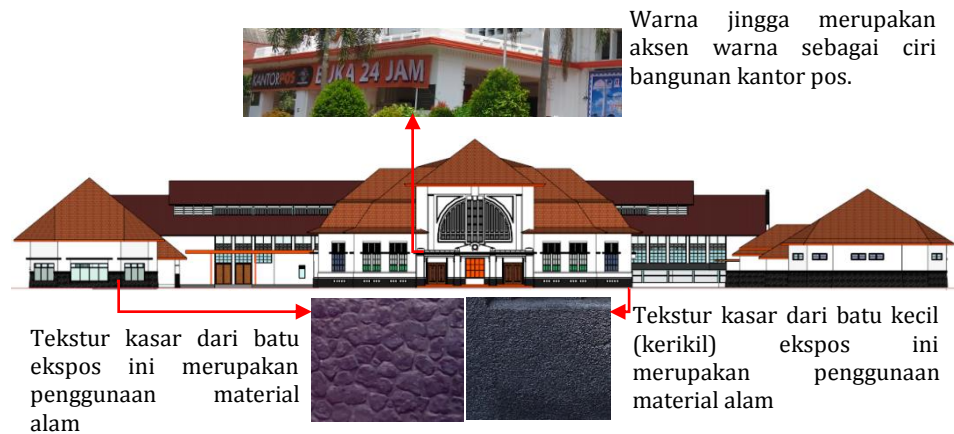 Warna jingga merupakan
aksen warna sebagai ciri
bangunan kantor pos.
KANTORPOS BUKA 24 JAM
Tekstur kasar dari batu
ekspos ini merupakan
penggunaan material
alam
Tekstur kasar dari batu kecil
(kerikil) ekspos ini
merupakan penggunaan
material alam